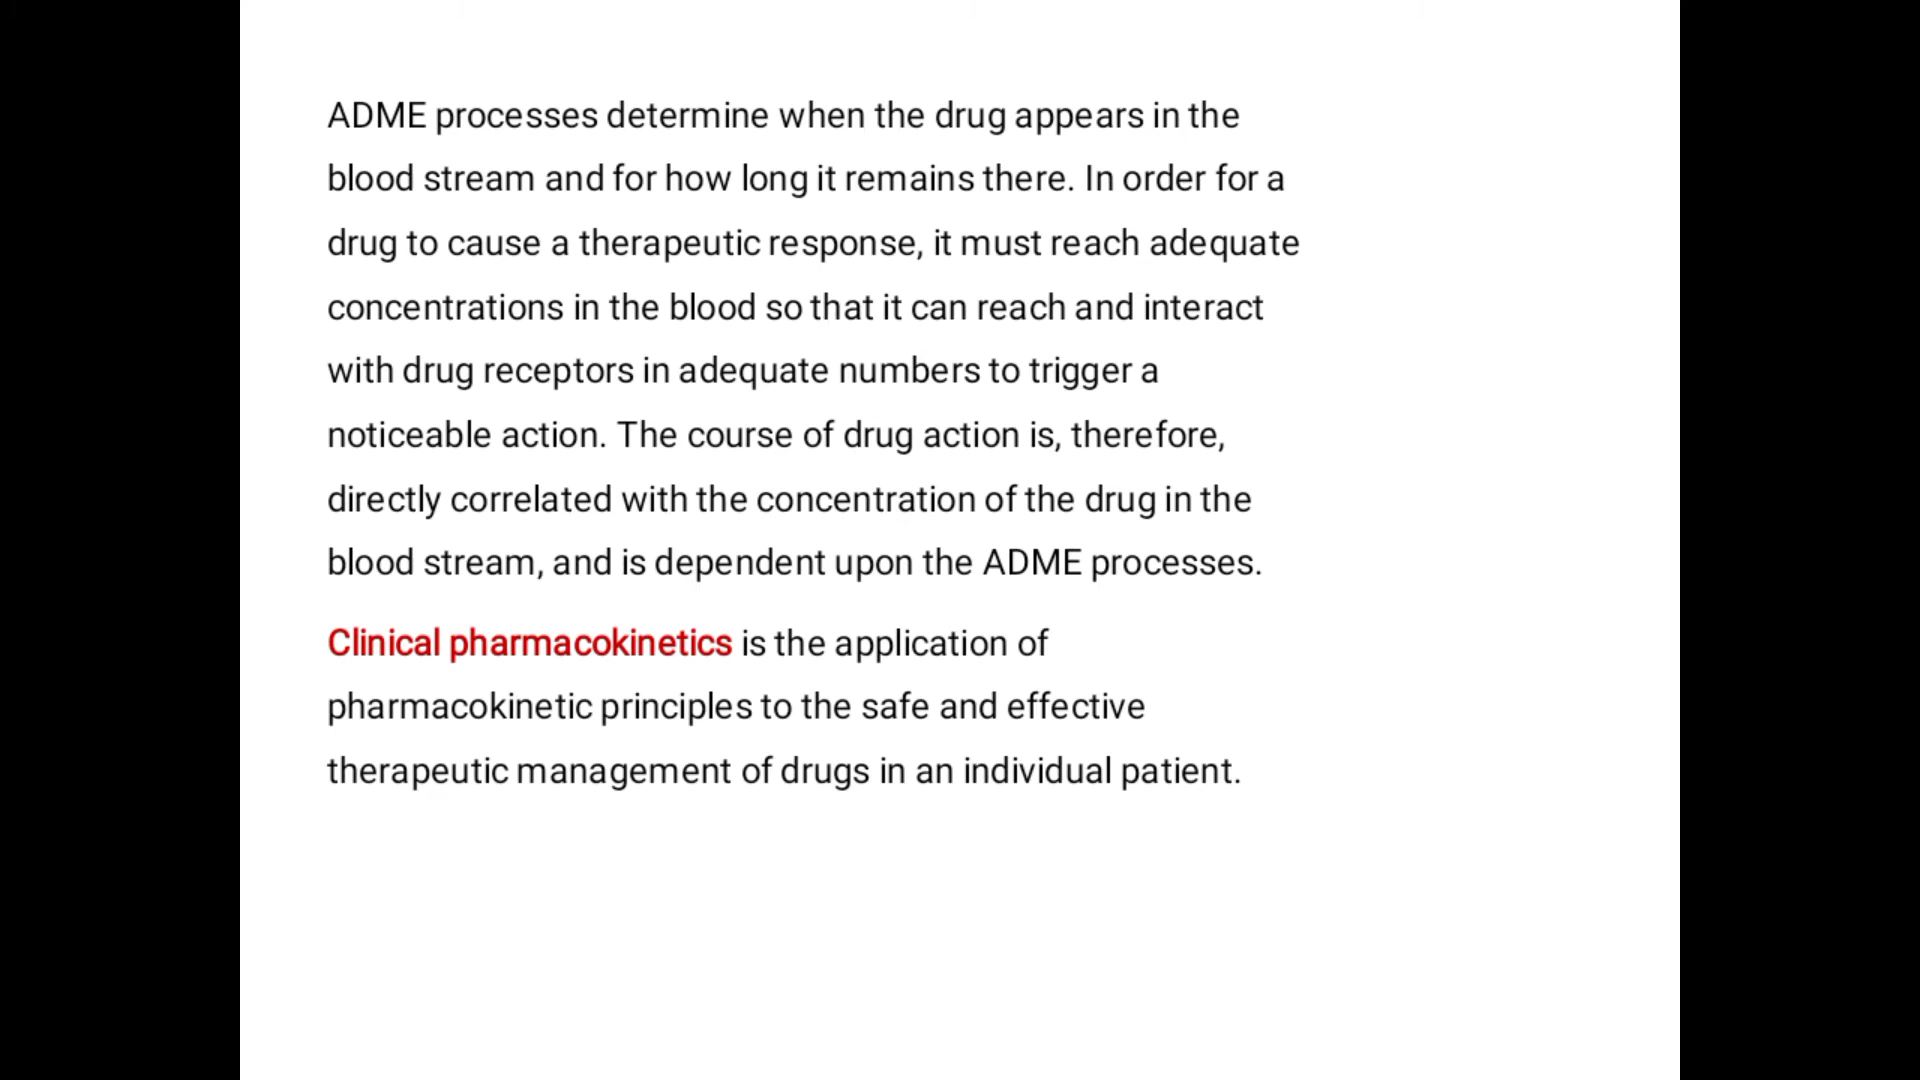 ADME processes determine when the drug appears in the
blood stream and for how long it remains there. In order for a
drug to cause a therapeutic response, it must reach adequate
concentrations in the blood so that it can reach and interact
with drug receptors in adequate numbers to trigger a
noticeable action. The course of drug action is, therefore,
directly correlated with the concentration of the drug in the
blood stream, and is dependent upon the ADME processes.
Clinical pharmacokinetics is the application of
pharmacokinetic principles to the safe and effective
therapeutic management of drugs in an individual patient.